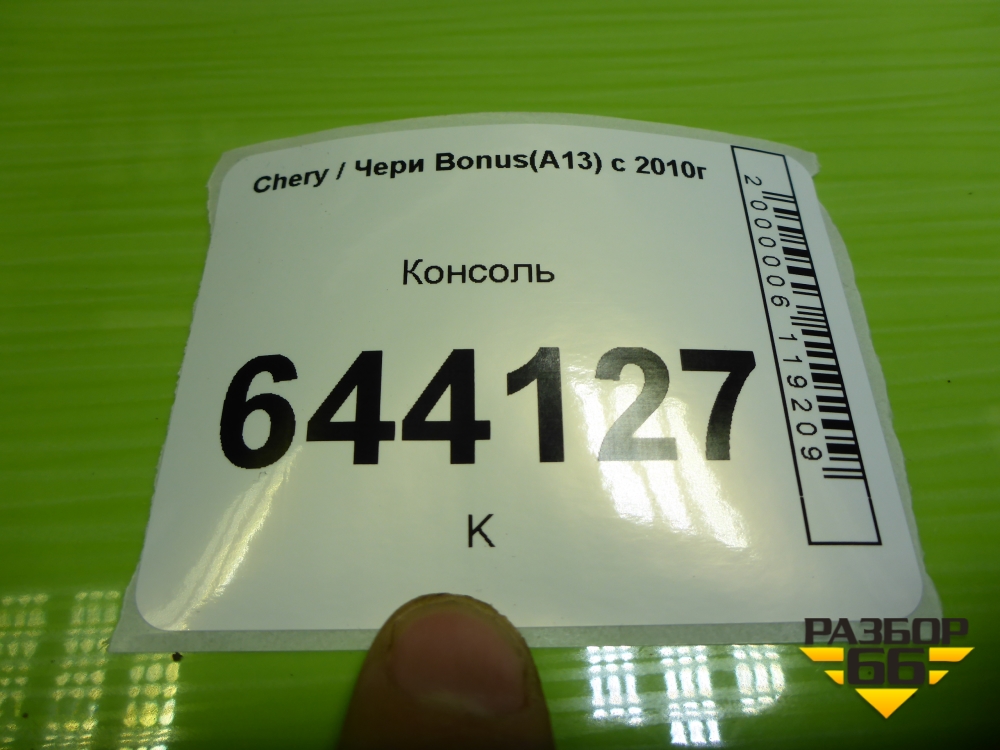 Chery / Чери Bonus(A13) с 2010г
Консоль
644127
К
2000006119209
РАЗБОР
66